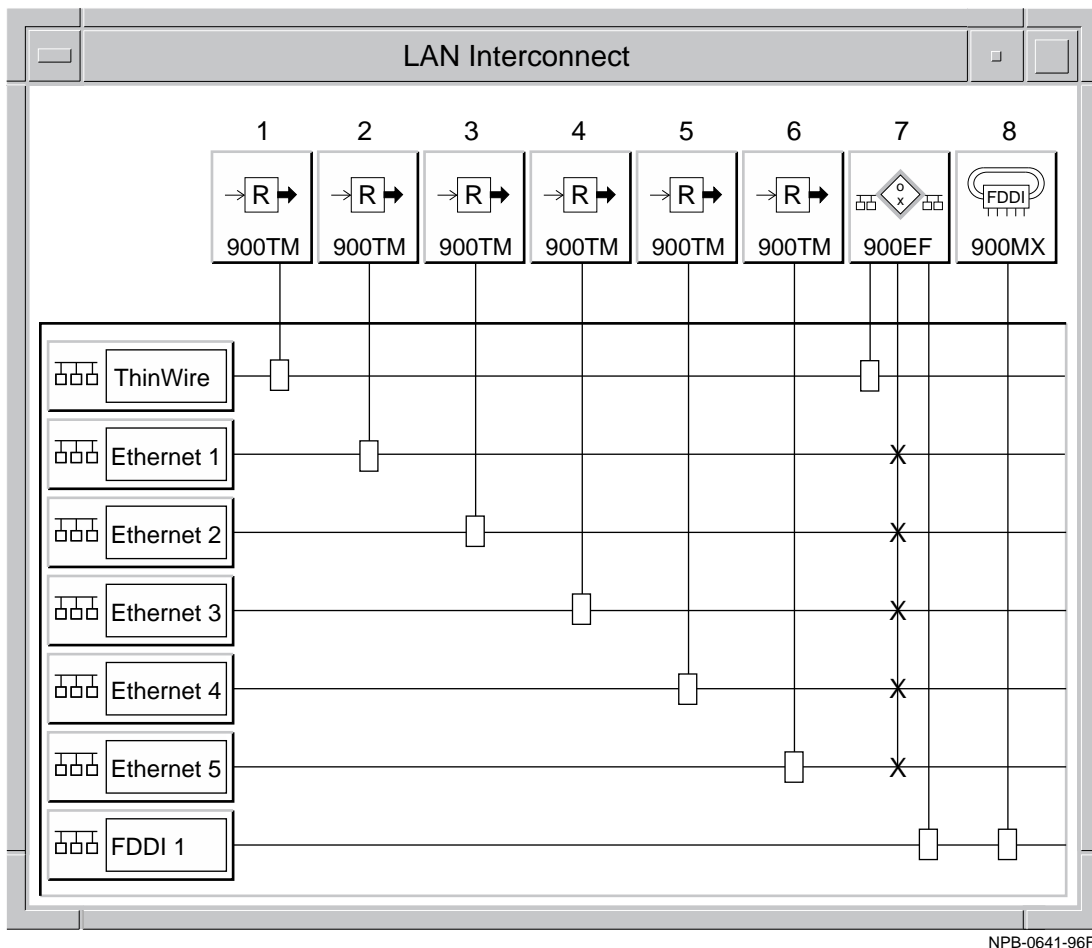 LAN Interconnect
1 2 3 4 5 6 7 8
R R R R R R o x FDDI
900TM 900TM 900TM 900TM 900TM 900TM 900EF 900MX
ThinWire
Ethernet 1
X
Ethernet 2
X
Ethernet 3
X
Ethernet 4
X
Ethernet 5
X
FDDI 1
NPB-0641-96F